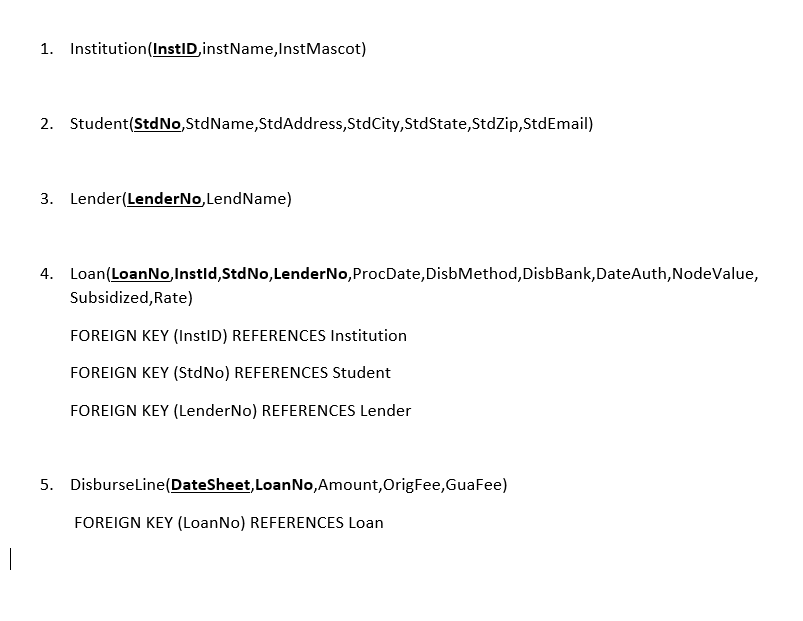 1. Institution(InstID,instName,InstMascot)
2. Student(StdNo,StdName,StdAddress,StdCity,StdState,StdZip,StdEmail)
3. Lender(LenderNo,LendName)
4. Loan(LoanNo,InstId,StdNo,LenderNo,ProcDate,DisbMethod,DisbBank,DateAuth,NodeValue,
Subsidized,Rate)
FOREIGN KEY (InstID) REFERENCES Institution
FOREIGN KEY (StdNo) REFERENCES Student
FOREIGN KEY (LenderNo) REFERENCES Lender
5. DisburseLine(DateSheet,LoanNo,Amount,OrigFee,GuaFee)
FOREIGN KEY (LoanNo) REFERENCES Loan